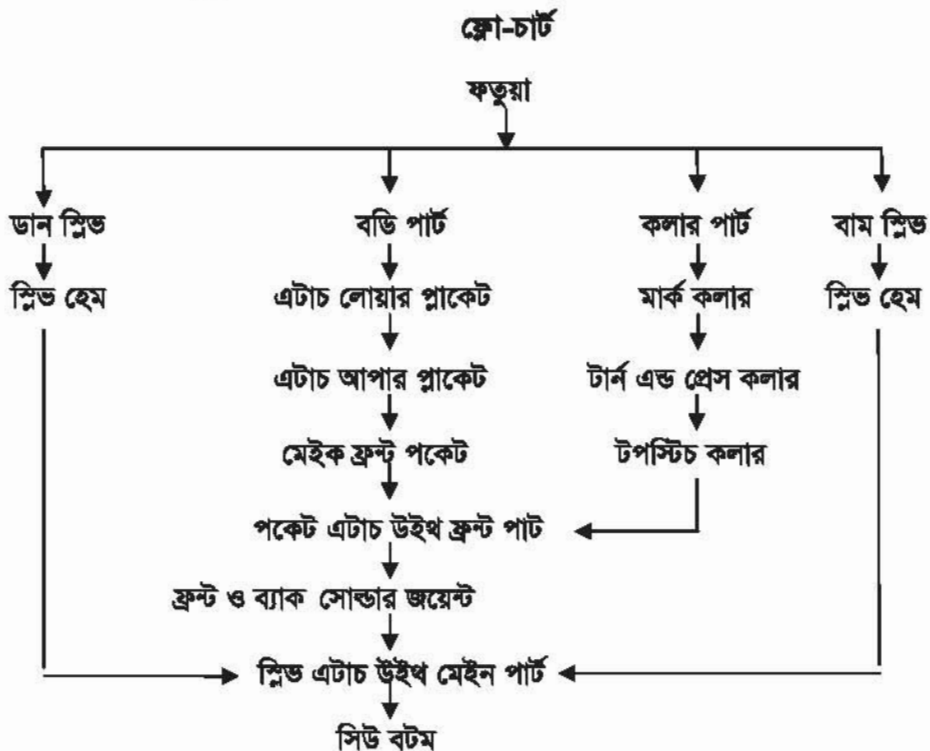 ফ্লো-চার্ট
ফতুয়া
ডান স্লিভ বডি পার্ট কলার পার্ট বাম স্লিভ
স্লিভ হেম এটাচ লোয়ার প্লাকেট মার্ক কলার স্লিভ হেম
এটাচ আপার প্লাকেট টার্ন এন্ড প্রেস কলার
মেইক ফ্রন্ট পকেট টপস্টিচ কলার
পকেট এটাচ উইথ ফ্রন্ট পাট
ফ্রন্ট ও ব্যাক সোল্ডার জয়েন্ট
স্লিভ এটাচ উইথ মেইন পার্ট
সিউ বটম